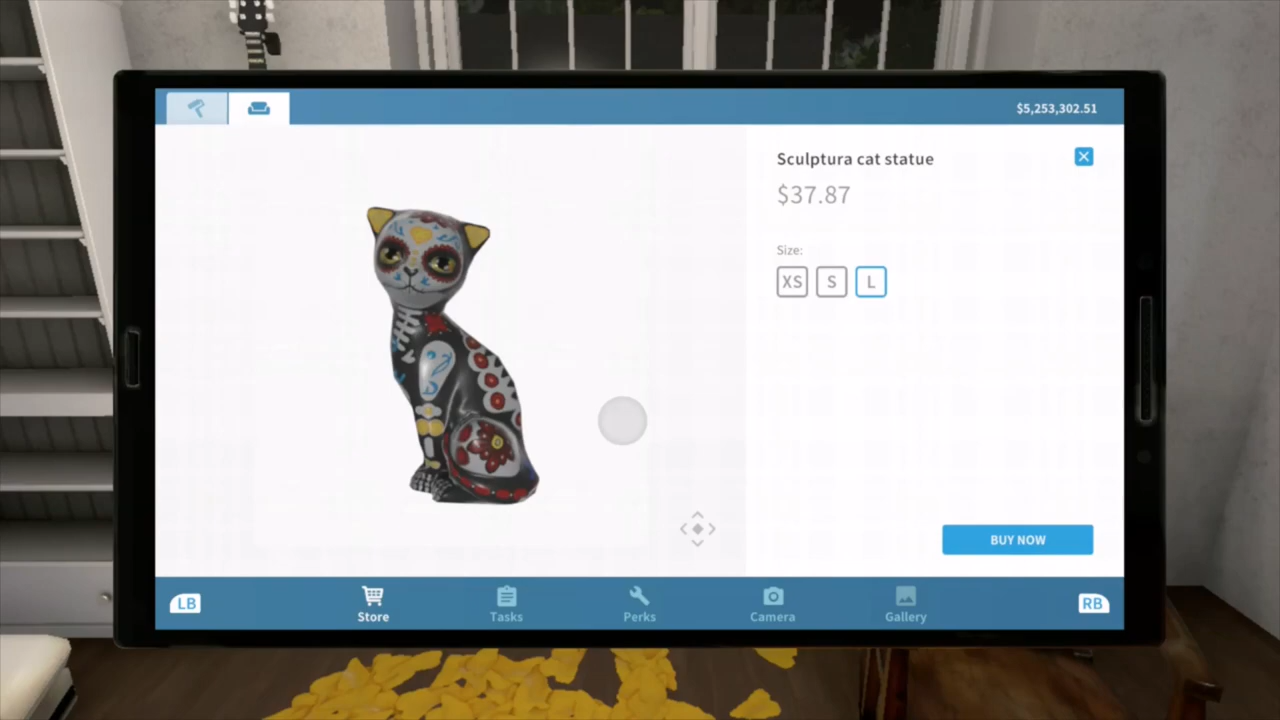 $5,253,302.51
Sculptura cat statue
$37.87
Size:
XS S L
BUY NOW
LB Store Tasks Perks Camera Gallery RB